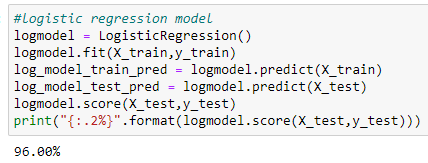 #logistic regression model
logmodel = LogisticRegression()
logmodel.fit(X_train,y_train)
log_model_train_pred = logmodel.predict(X_train)
log_model_test_pred = logmodel.predict(X_test)
logmodel.score(X_test,y_test)
print("{:.2%}".format(logmodel.score(X_test,y_test)))
96.00%